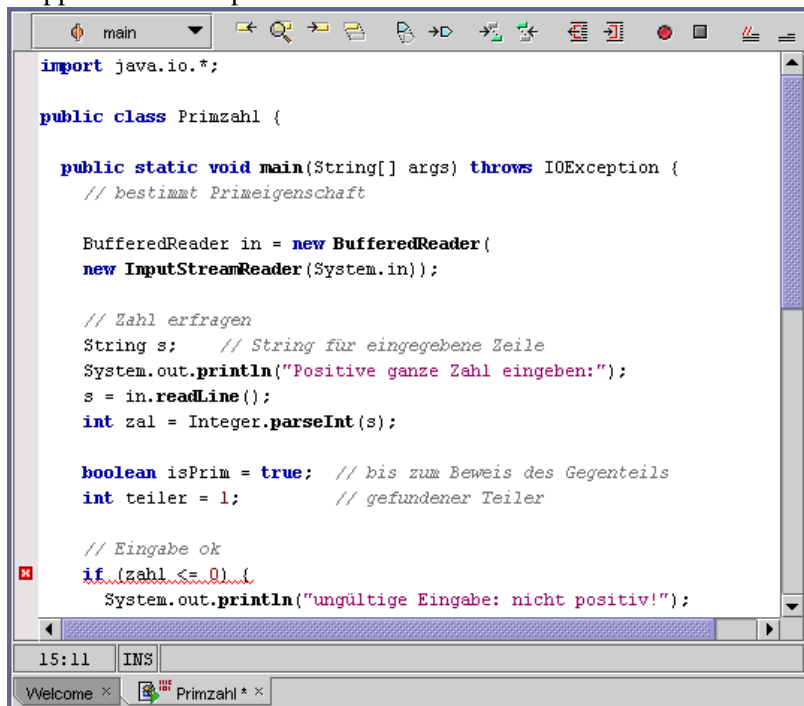 main
import java.io.*;
public class Primzahl {
public static void main(String[] args) throws IOException {
// bestimmt Primeigenschaft
BufferedReader in = new BufferedReader(
new InputStreamReader(System.in));
// Zahl erfragen
String s;    // String für eingegebene Zeile
System.out.println("Positive ganze Zahl eingeben:");
s = in.readLine();
int zal = Integer.parseInt(s);
boolean isPrim = true;  // bis zum Beweis des Gegenteils
int teiler = 1;         // gefundener Teiler
// Eingabe ok
if (zahl <= 0) {
System.out.println("ungültige Eingabe: nicht positiv!");
15:11 INS
Welcome × Primzahl * ×